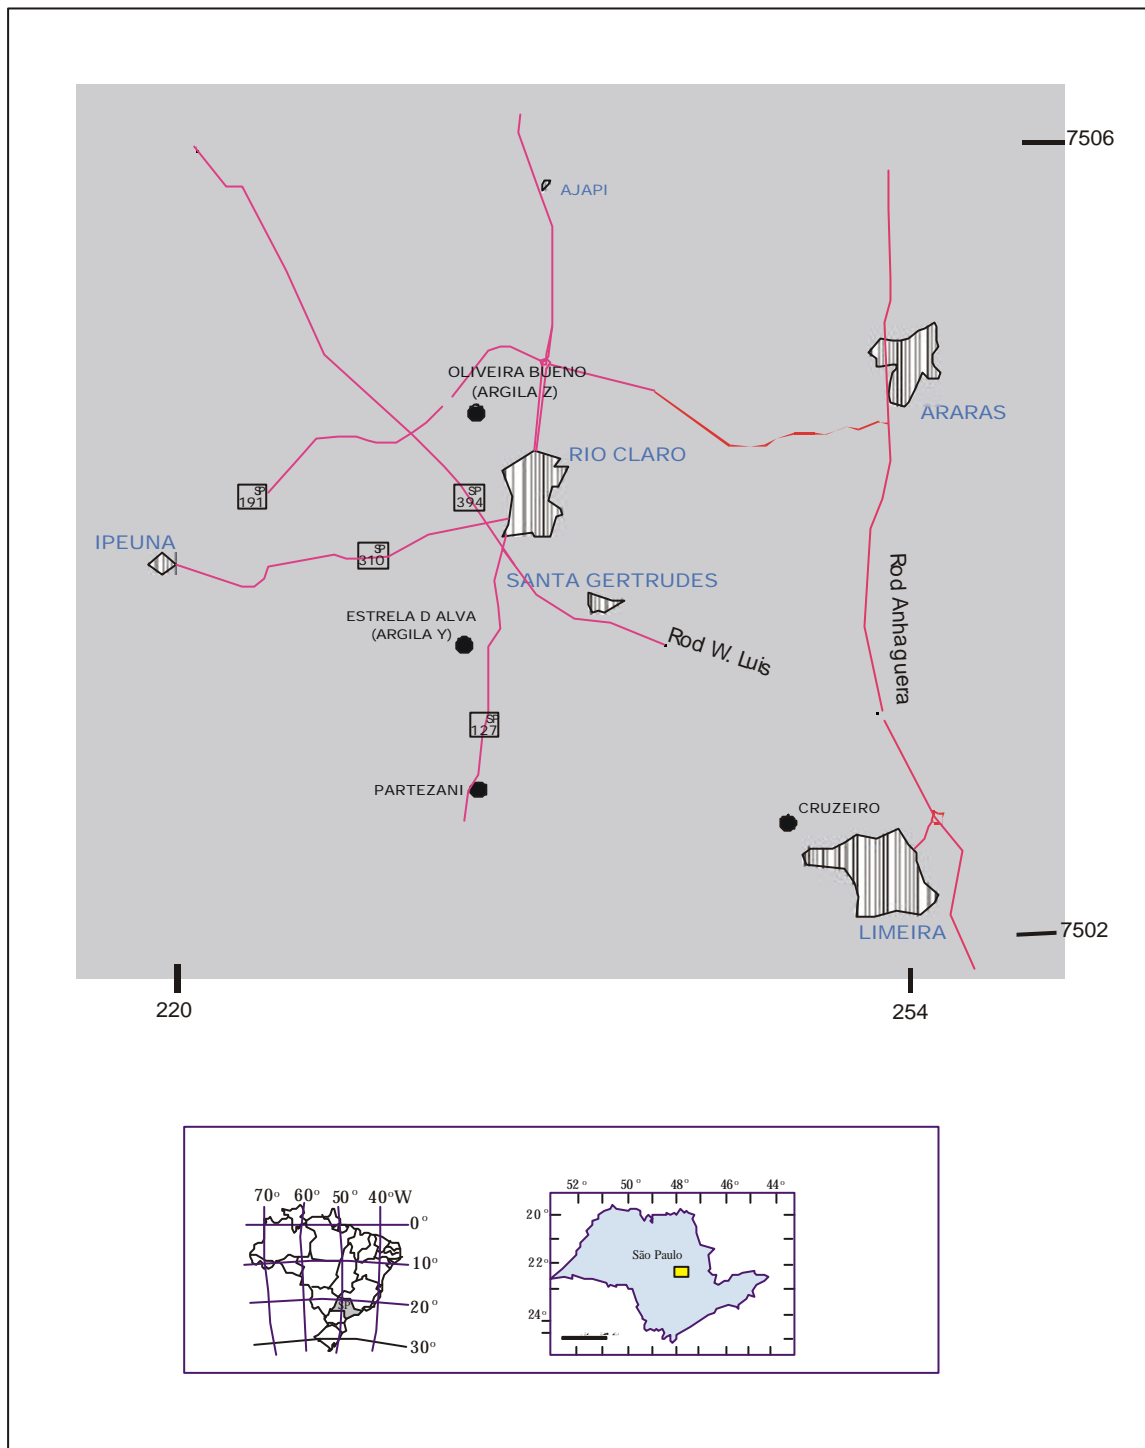 7506
AJAPI
OLIVEIRA BUENO
(ARGILA Z)
ARARAS
RIO CLARO
SP
191
SP
394
IPEUNA
SP
310
SANTA GERTRUDES
Rod Anhaguera
ESTRELA D ALVA
(ARGILA Y)
Rod W. Luis
SP
127
PARTEZANI
CRUZEIRO
LIMEIRA
7502
220
254
70° 60° 50° 40°W
0°
10°
20°
30°
SP
52° 50° 48° 46° 44°
20°
São Paulo
22°
24°